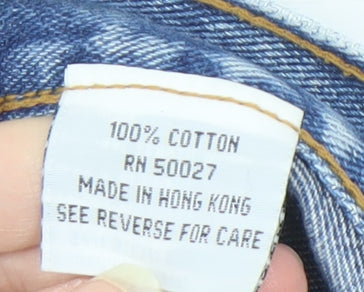 100% COTTON
RN 50027
MADE IN HONG KONG
SEE REVERSE FOR CARE